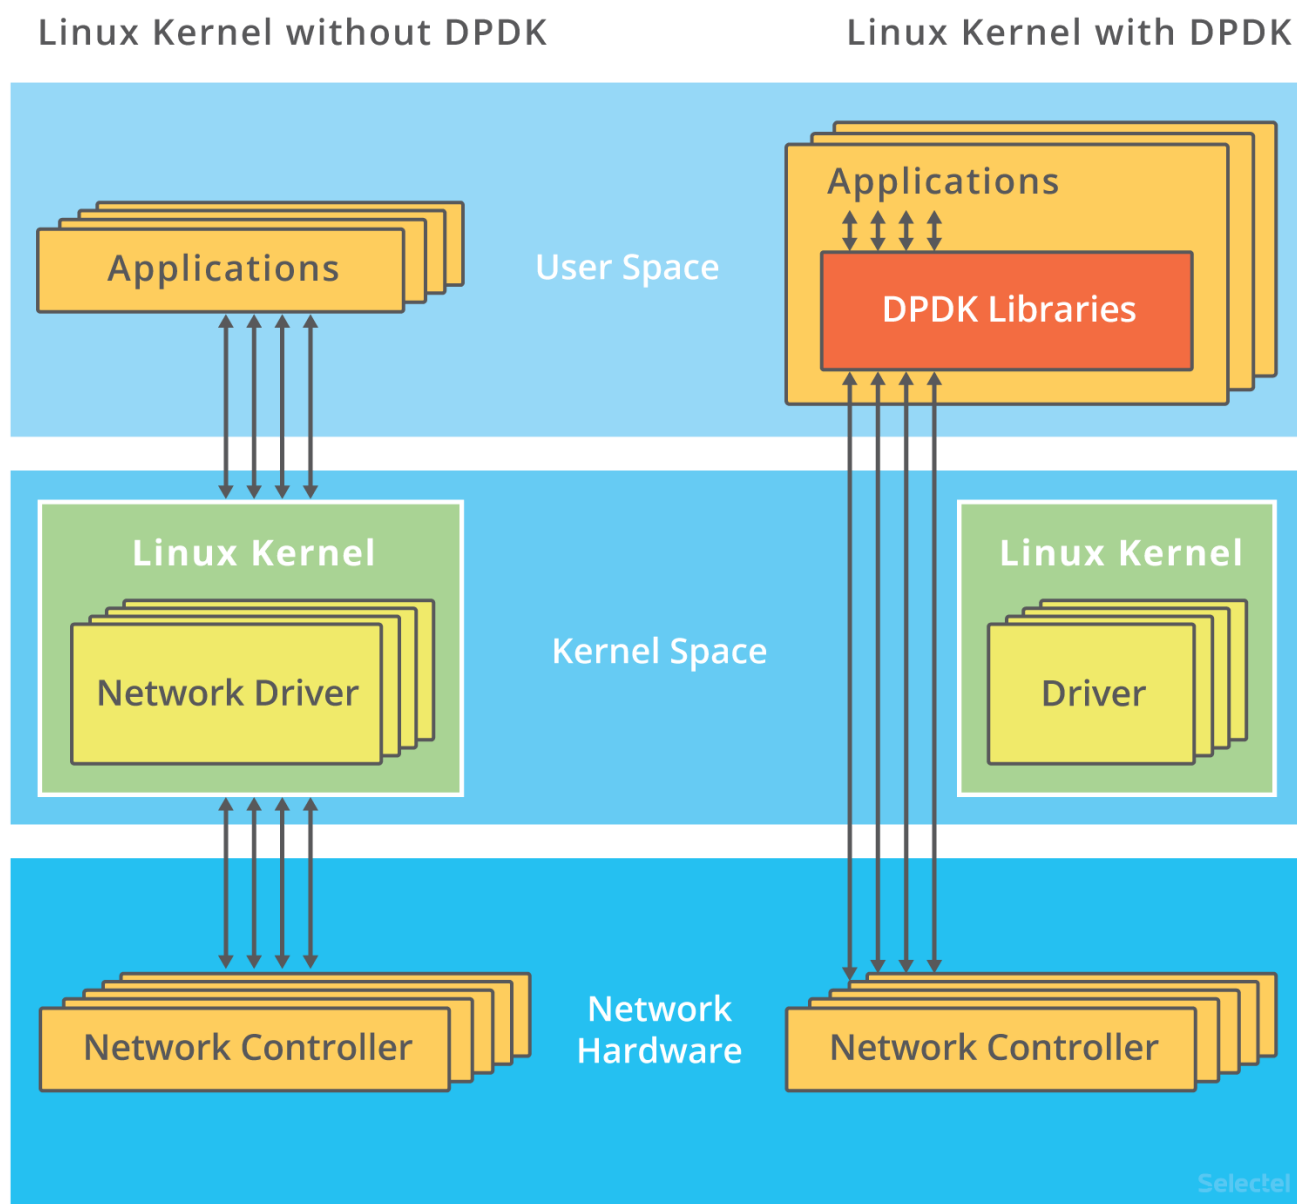 Linux Kernel without DPDK
Linux Kernel with DPDK
Applications
User Space
Applications
DPDK Libraries
Linux Kernel
Network Driver
Kernel Space
Linux Kernel
Driver
Network Controller
Network
Hardware
Network Controller
Selectel